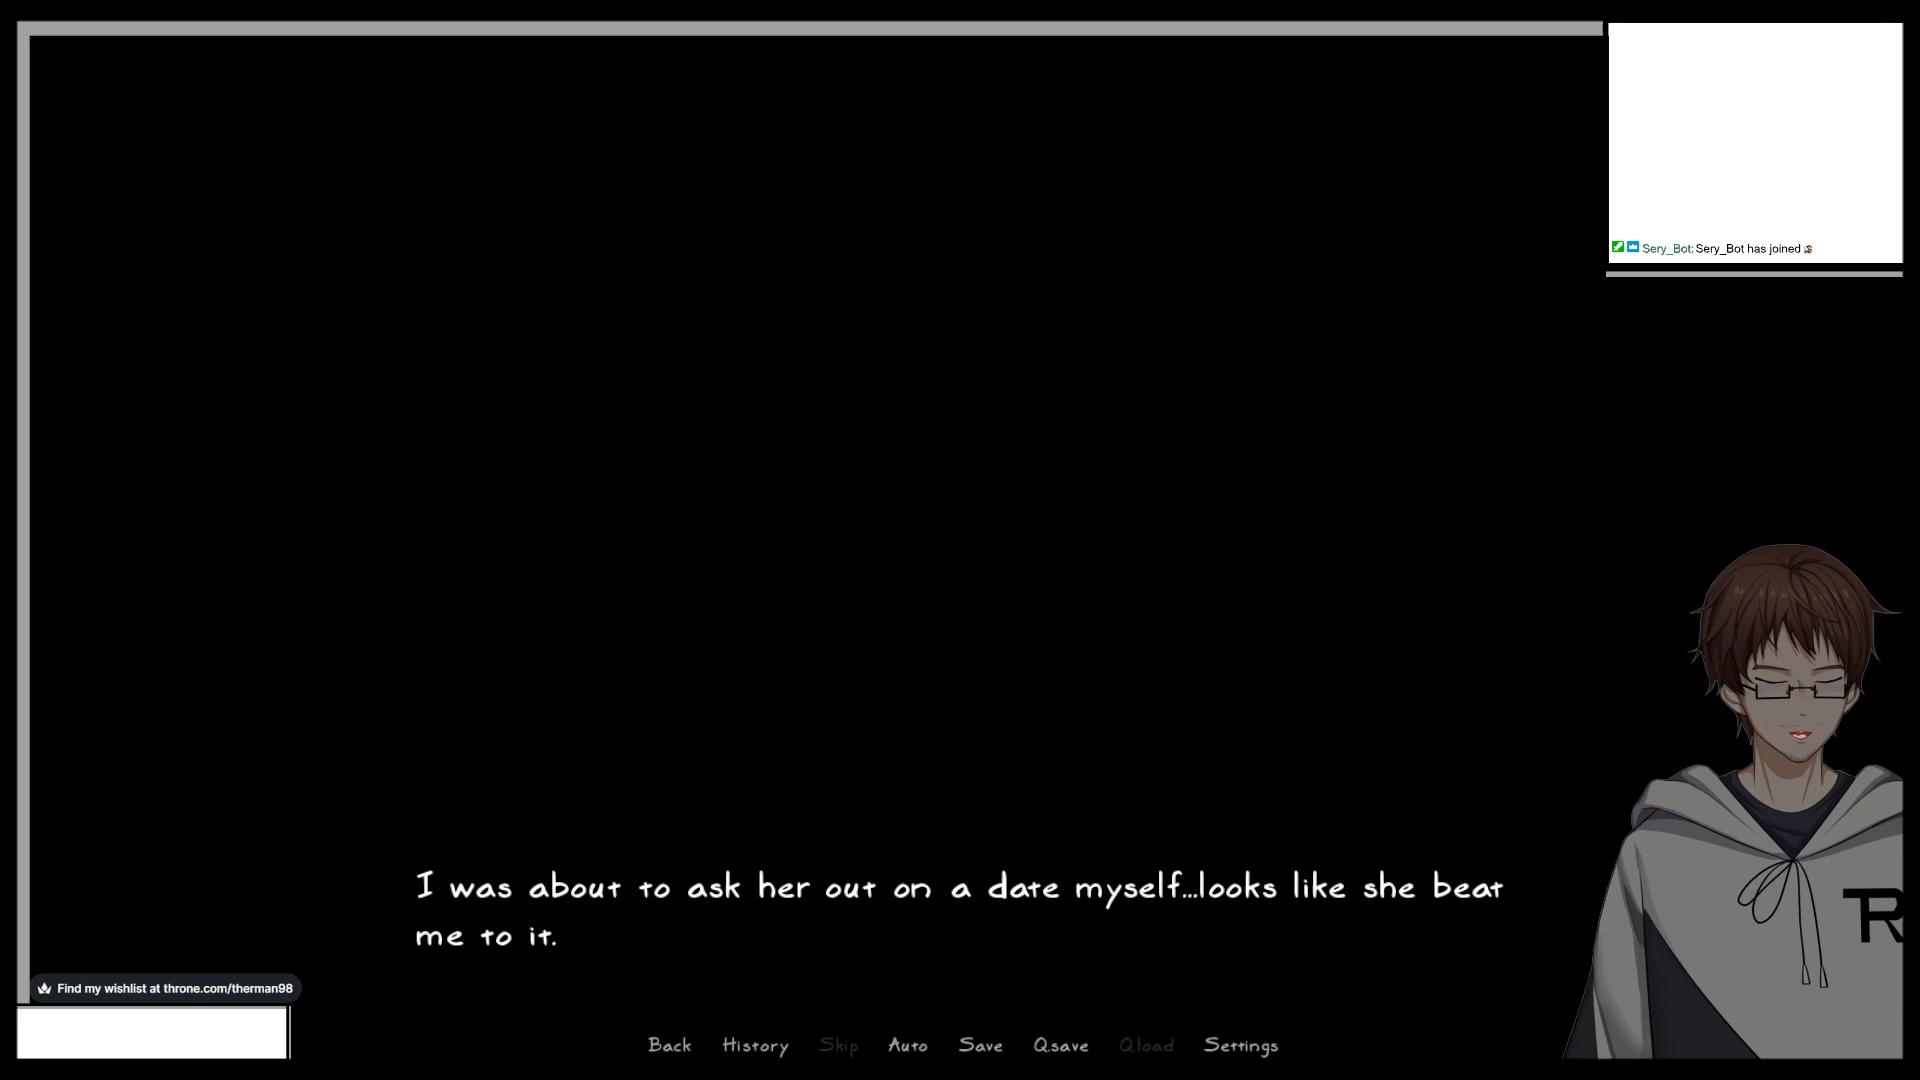 Sery_Bot: Sery_Bot has joined
TR
I was about to ask her out on a date myself...looks like she beat
me to it.
Find my wishlist at throne.com/therman98
Back History Skip Auto Save Q.save Q.load Settings